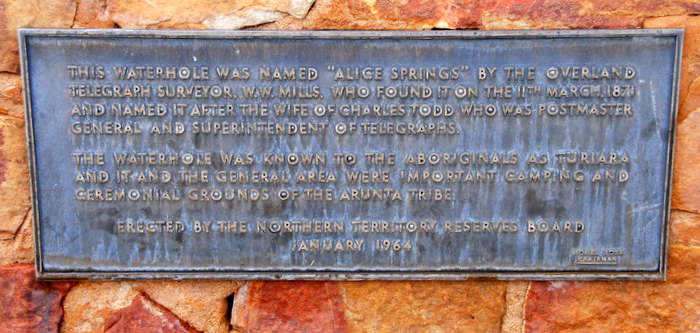 THIS WATERHOLE WAS NAMED "ALICE SPRINGS" BY THE OVERLAND
TELEGRAPH SURVEYOR, W.W. MILLS, WHO FOUND IT ON THE 11TH MARCH, 1871
AND NAMED IT AFTER THE WIFE OF CHARLES TODD WHO WAS POSTMASTER
GENERAL AND SUPERINTENDENT OF TELEGRAPHS.
THE WATERHOLE WAS KNOWN TO THE ABORIGINALS AS TURIARA
AND IT AND THE GENERAL AREA WERE IMPORTANT CAMPING AND
CEREMONIAL GROUNDS OF THE ARUNTA TRIBE.
ERECTED BY THE NORTHERN TERRITORY RESERVES BOARD
JANUARY 1964
CHAIRMAN